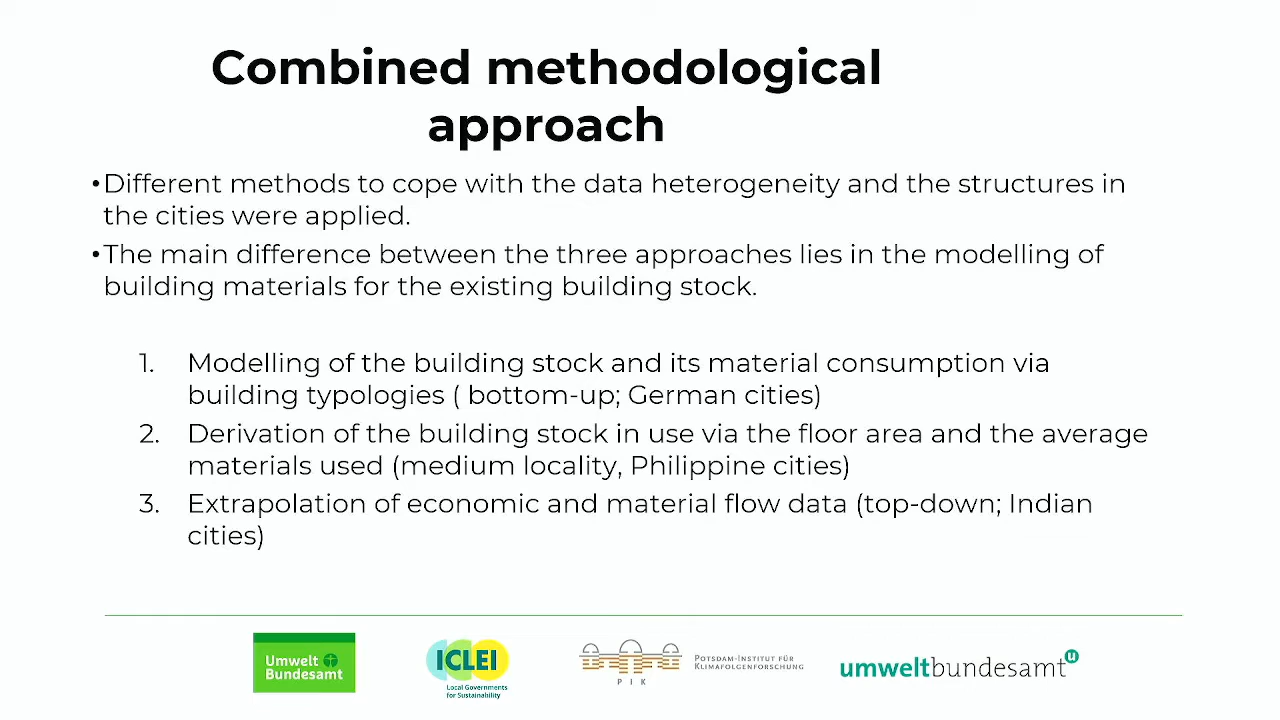 Combined methodological
approach
•Different methods to cope with the data heterogeneity and the structures in
the cities were applied.
•The main difference between the three approaches lies in the modelling of
building materials for the existing building stock.
1. Modelling of the building stock and its material consumption via
building typologies ( bottom-up; German cities)
2. Derivation of the building stock in use via the floor area and the average
materials used (medium locality, Philippine cities)
3. Extrapolation of economic and material flow data (top-down; Indian
cities)
Umwelt
Bundesamt
ICLEI
Local Governments
for Sustainability
PIK
POTSDAM-INSTITUT FÜR
KLIMAFOLGENFORSCHUNG
umweltbundesamt u